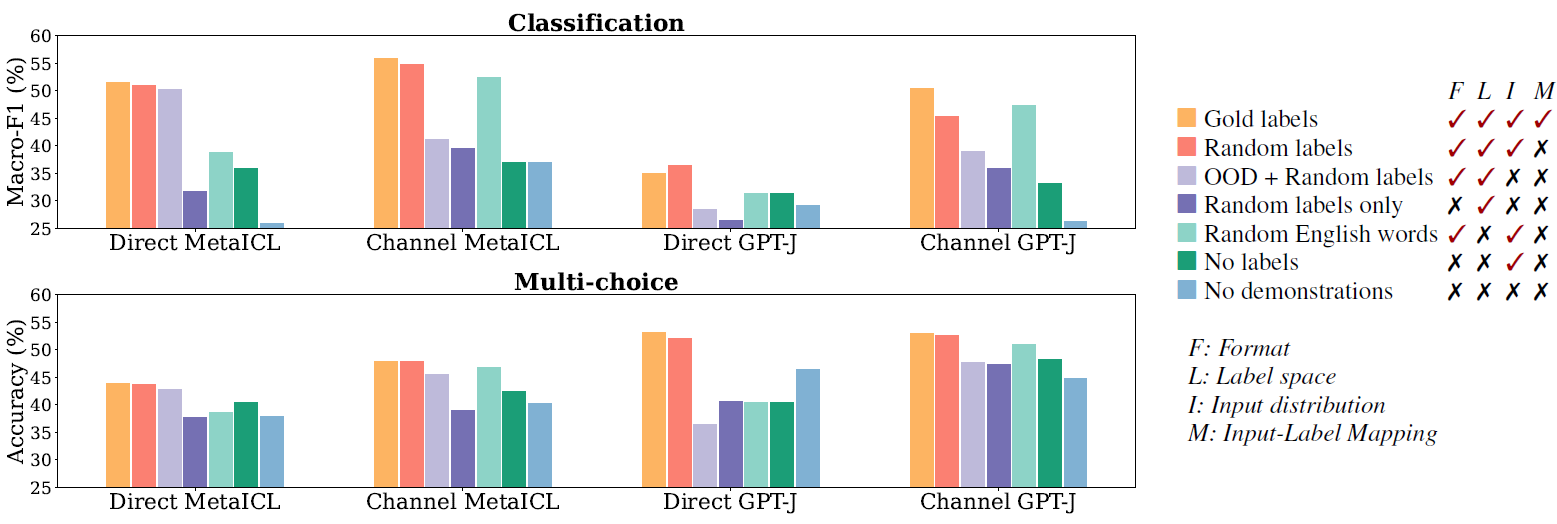 Classification
Macro-F1 (%)
60
55
50
45
40
35
30
25
Direct MetaICL
Channel MetaICL
Direct GPT-J
Channel GPT-J
Multi-choice
Accuracy (%)
60
55
50
45
40
35
30
25
Direct MetaICL
Channel MetaICL
Direct GPT-J
Channel GPT-J
F L I M
Gold labels ✓ ✓ ✓ ✓
Random labels ✓ ✓ ✓ ✗
OOD + Random labels ✓ ✓ ✗ ✗
Random labels only ✗ ✓ ✗ ✗
Random English words ✓ ✗ ✓ ✗
No labels ✗ ✗ ✓ ✗
No demonstrations ✗ ✗ ✗ ✗
F: Format
L: Label space
I: Input distribution
M: Input-Label Mapping